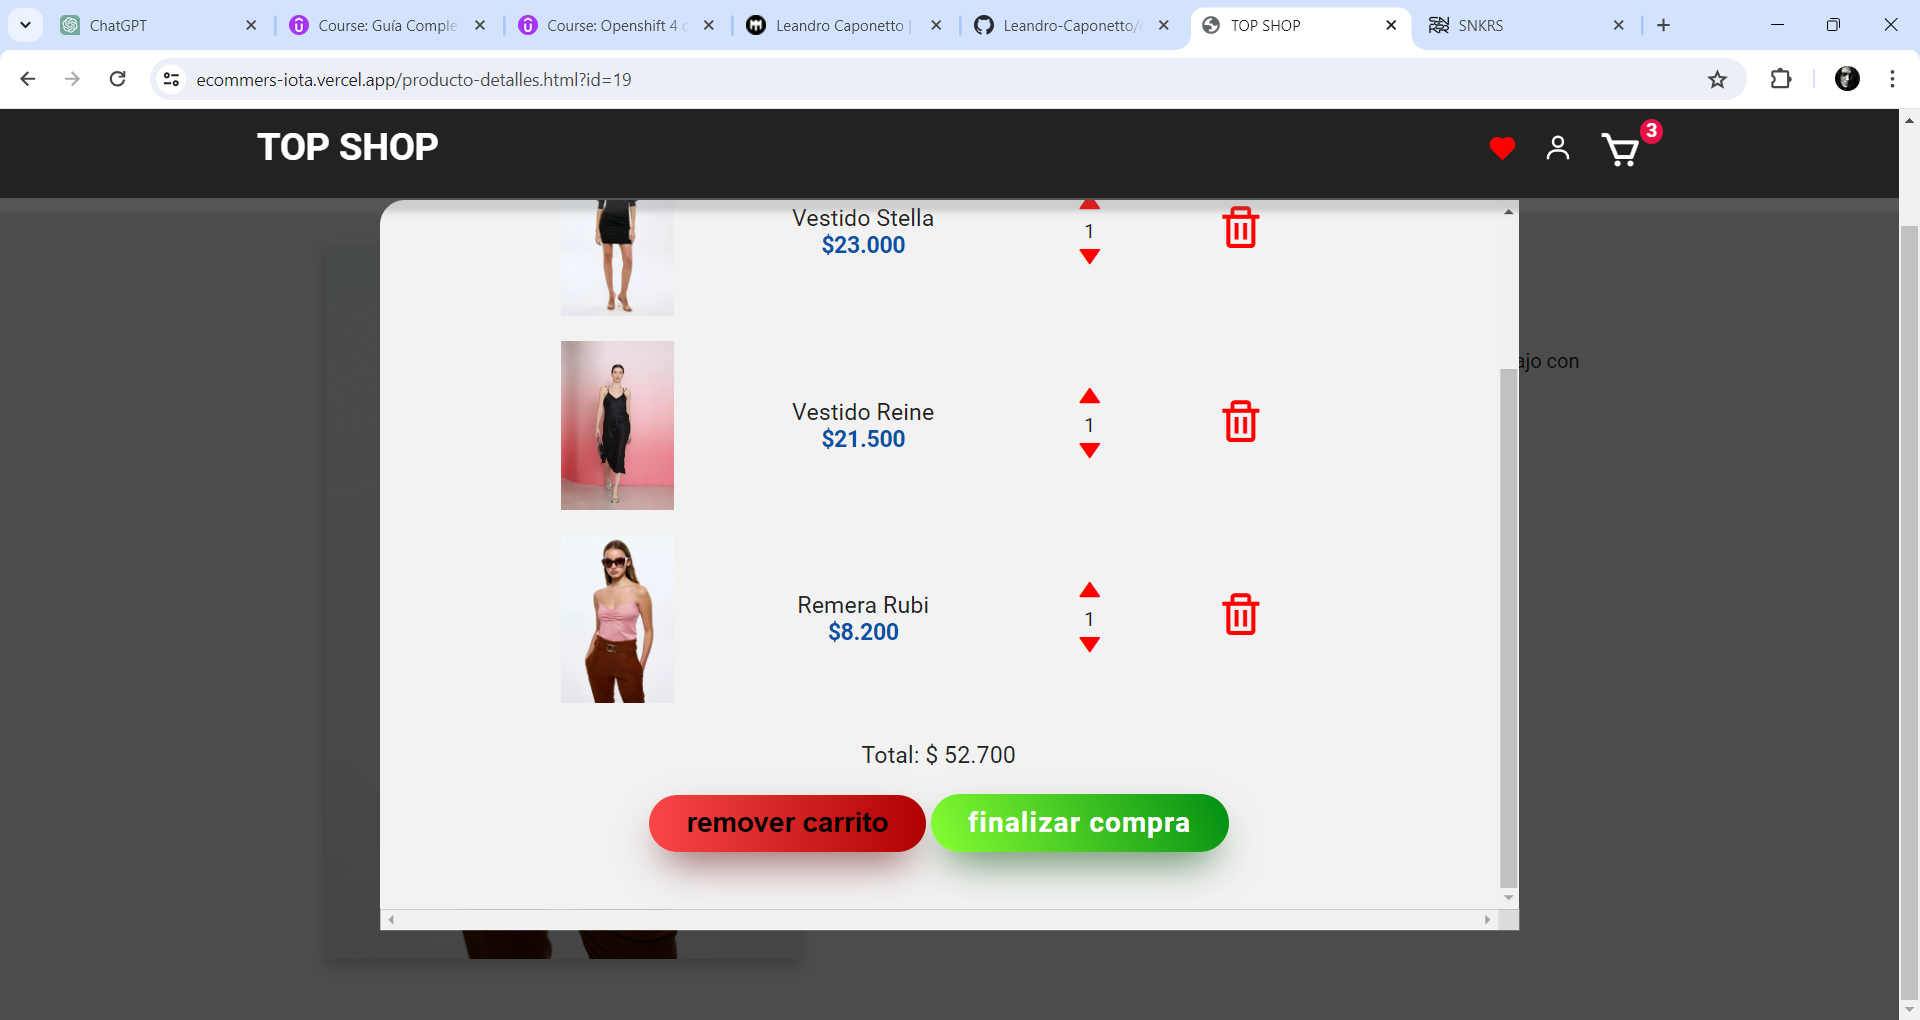 ChatGPT
Course: Guía Comple
Course: Openshift 4
Leandro Caponetto |
Leandro-Caponetto/
TOP SHOP
SNKRS
ecommers-iota.vercel.app/producto-detalles.html?id=19
TOP SHOP
3
Vestido Stella
$23.000
1
ajo con
Vestido Reine
$21.500
1
Remera Rubi
$8.200
1
Total: $ 52.700
remover carrito
finalizar compra